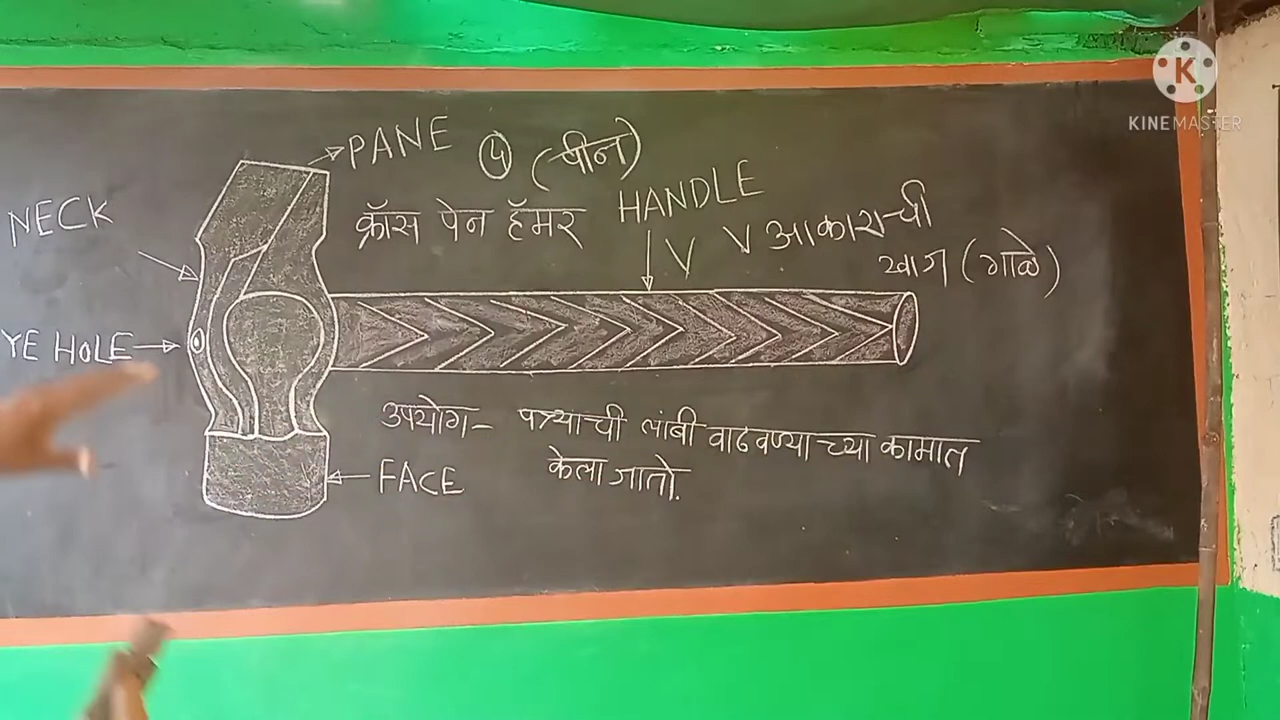 PANE ५ (पीन)
NECK
क्रॉस पेन हॅमर
HANDLE
V V आकाराची
खाग (गाळे)
YE HOLE
उपयोग - पत्र्याची लांबी वाढवण्याच्या कामात
केला जातो.
FACE
KINEMASTER